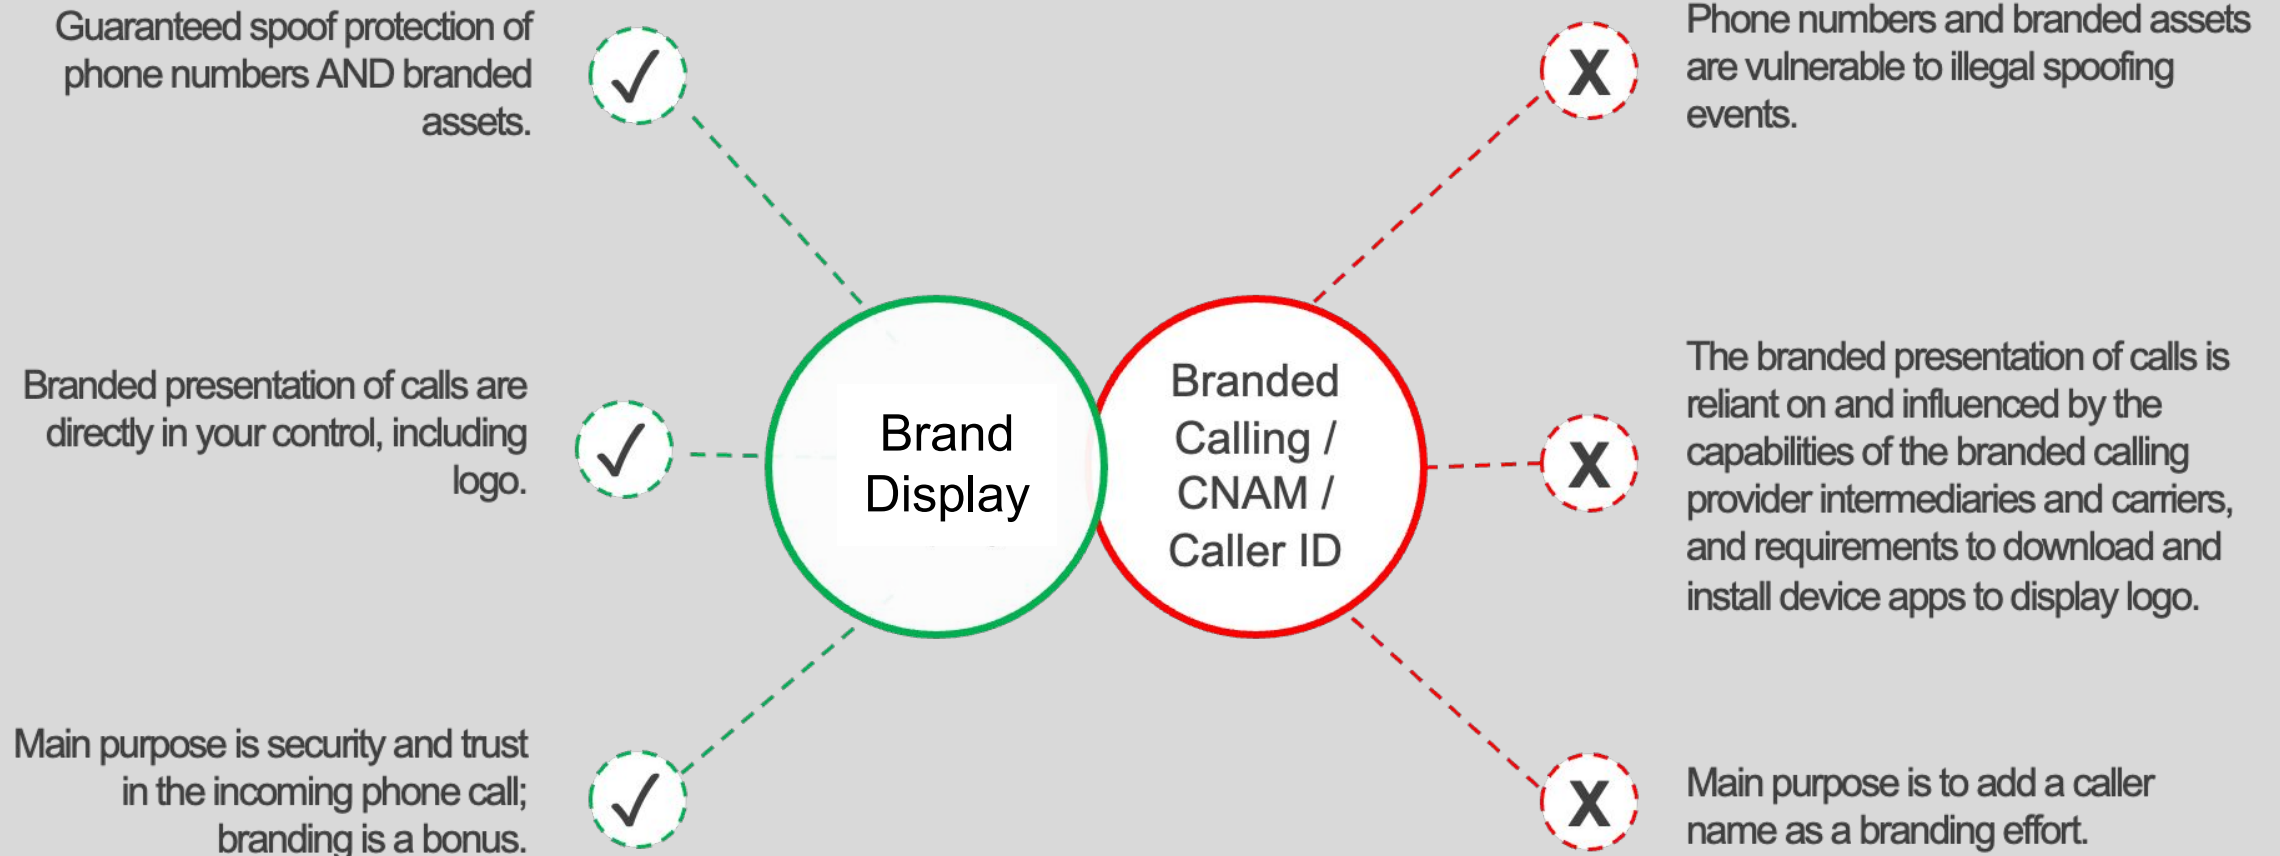 Guaranteed spoof protection of
phone numbers AND branded
assets.
✓
Branded presentation of calls are
directly in your control, including
logo.
✓
Main purpose is security and trust
in the incoming phone call;
branding is a bonus.
✓
Brand
Display
Branded
Calling /
CNAM /
Caller ID
X
Phone numbers and branded assets
are vulnerable to illegal spoofing
events.
X
The branded presentation of calls is
reliant on and influenced by the
capabilities of the branded calling
provider intermediaries and carriers,
and requirements to download and
install device apps to display logo.
X
Main purpose is to add a caller
name as a branding effort.